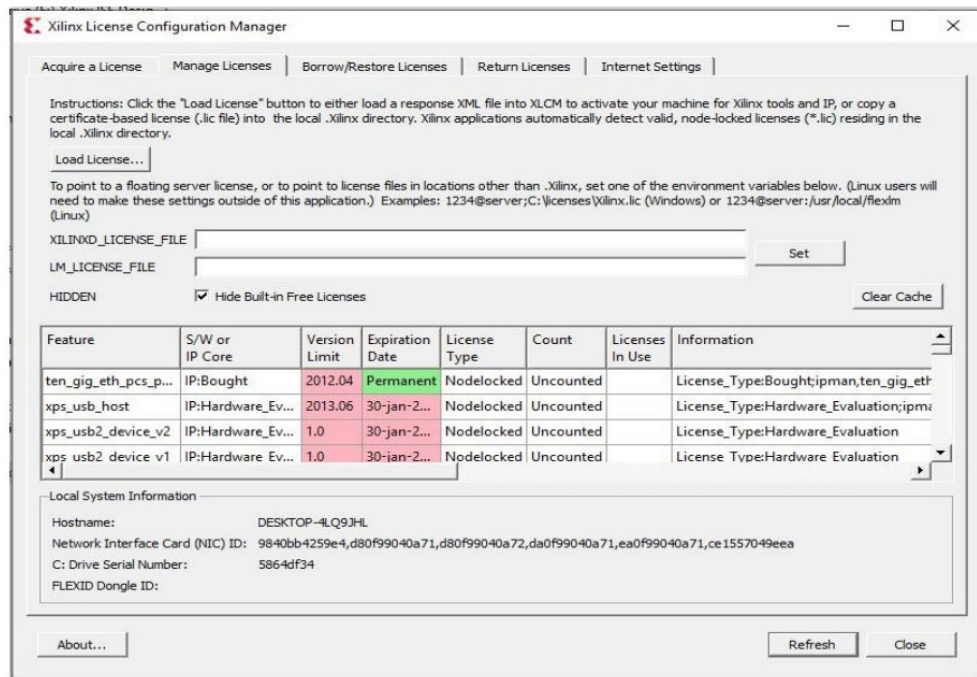 Xilinx License Configuration Manager
Acquire a License
Manage Licenses
Borrow/Restore Licenses
Return Licenses
Internet Settings
Instructions: Click the "Load License" button to either load a response XML file into XLCM to activate your machine for Xilinx tools and IP, or copy a
certificate-based license (.lic file) into the local .Xilinx directory. Xilinx applications automatically detect valid, node-locked licenses (*.lic) residing in the
local .Xilinx directory.
Load License...
To point to a floating server license, or to point to license files in locations other than .Xilinx, set one of the environment variables below. (Linux users will
need to make these settings outside of this application.) Examples: 1234@server;C:\licenses\Xilinx.lic (Windows) or 1234@server:/usr/local/flexlm
(Linux)
XILINXD_LICENSE_FILE
Set
LM_LICENSE_FILE
HIDDEN Hide Built-in Free Licenses
Clear Cache
Feature S/W or IP Core Version Limit Expiration Date License Type Count Licenses In Use Information
ten_gig_eth_pcs_p... IP:Bought 2012.04 Permanent Nodelocked Uncounted License_Type:Bought;ipman,ten_gig_eth
xps_usb_host IP:Hardware_Ev... 2013.06 30-jan-2... Nodelocked Uncounted License_Type:Hardware_Evaluation;ipma
xps_usb2_device_v2 IP:Hardware_Ev... 1.0 30-jan-2... Nodelocked Uncounted License_Type:Hardware_Evaluation
xps_usb2_device_v1 IP:Hardware_Ev... 1.0 30-jan-2... Nodelocked Uncounted License_Type:Hardware_Evaluation
Local System Information
Hostname: DESKTOP-4LQ9JHL
Network Interface Card (NIC) ID: 9840bb4259e4,d80f99040a71,d80f99040a72,da0f99040a71,ea0f99040a71,ce1557049eea
C: Drive Serial Number: 5864df34
FLEXID Dongle ID:
About...
Refresh
Close